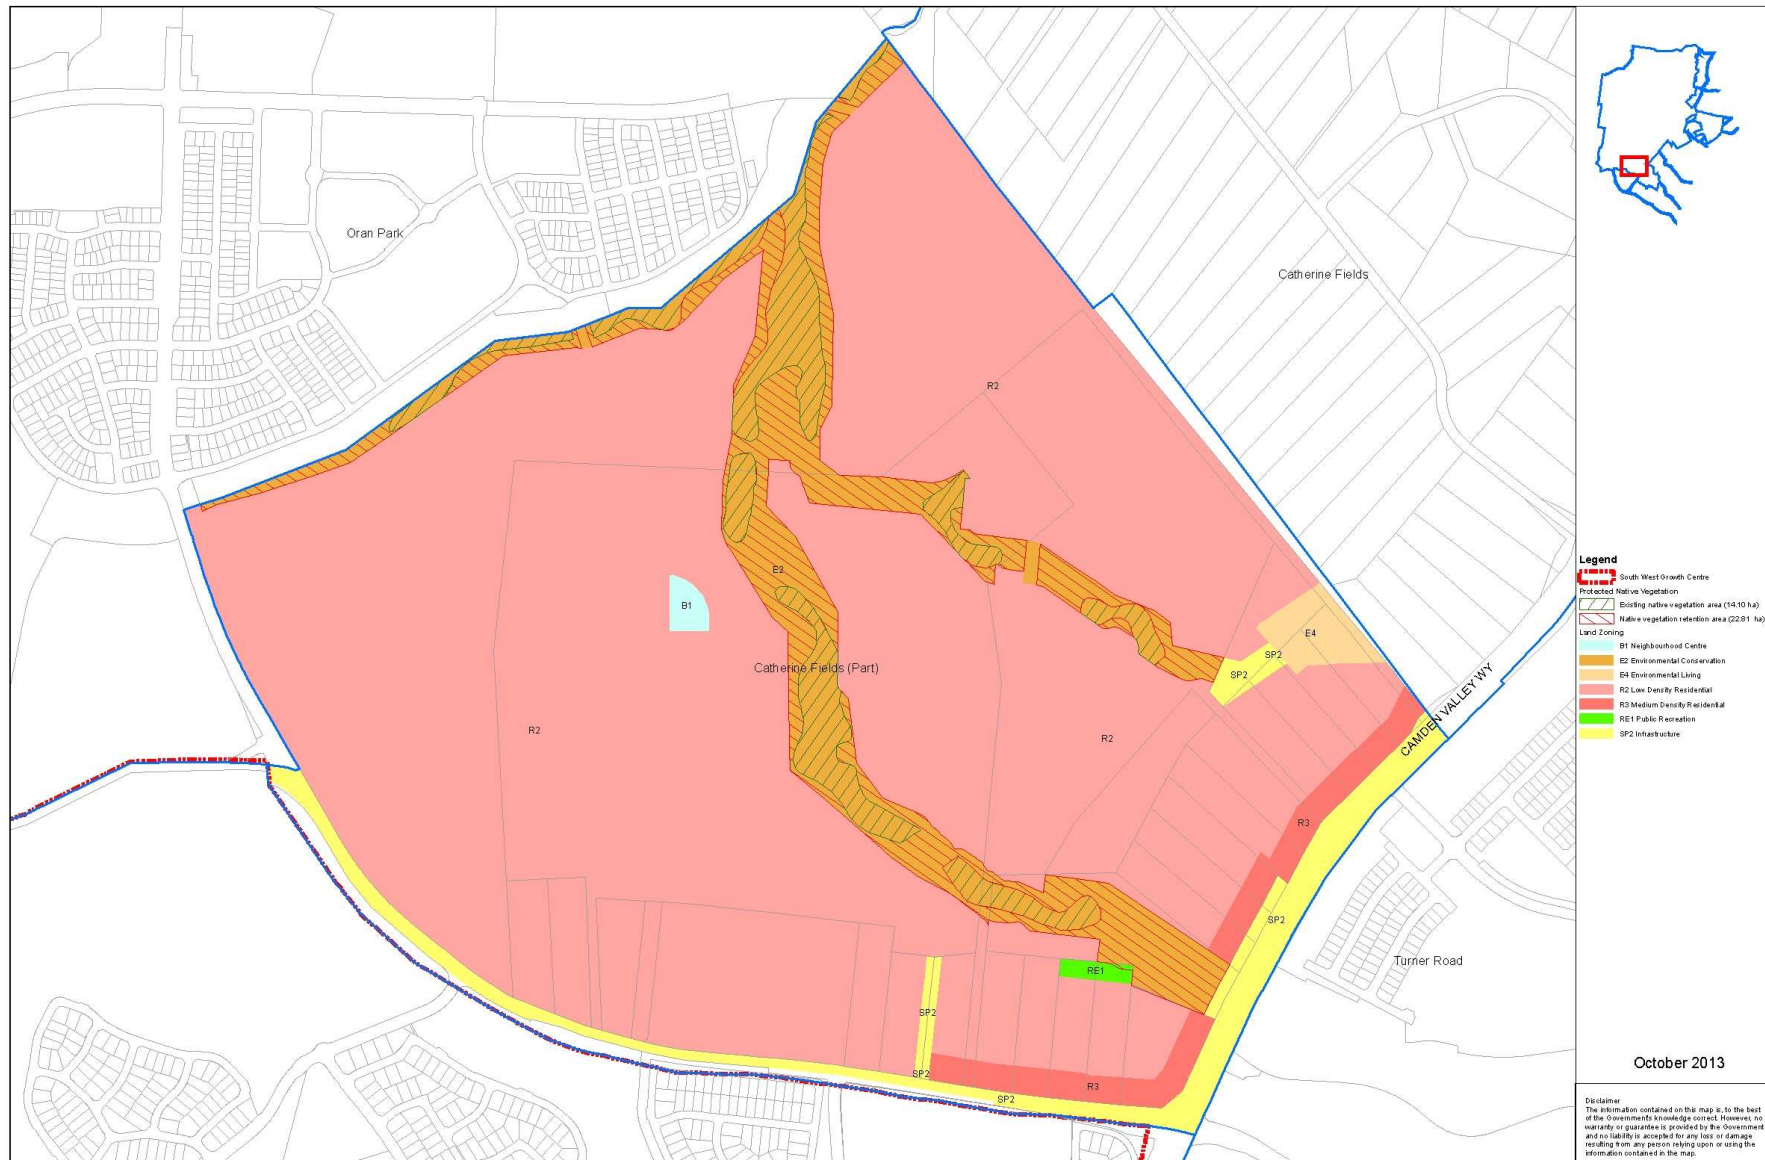 Oran Park
Catherine Fields
R2
E2
B1
E4
SP2
SP2
Catherine Fields (Part)
R2
R2
CAMDEN VALLEY WY
R3
SP2
Turner Road
RE1
SP2
SP2
R3
SP2
Legend
South West Growth Centre
Protected Native Vegetation
Existing native vegetation area (14.10 ha)
Native vegetation retention area (22.81 ha)
Land Zoning
B1 Neighbourhood Centre
E2 Environmental Conservation
E4 Environmental Living
R2 Low Density Residential
R3 Medium Density Residential
RE1 Public Recreation
SP2 Infrastructure
October 2013
Disclaimer
The information contained on this map is, to the best
of the Government's knowledge correct. However, no
warranty or guarantee is provided by the Government
and no liability is accepted for any loss or damage
resulting from any person relying upon or using the
information contained in the map.